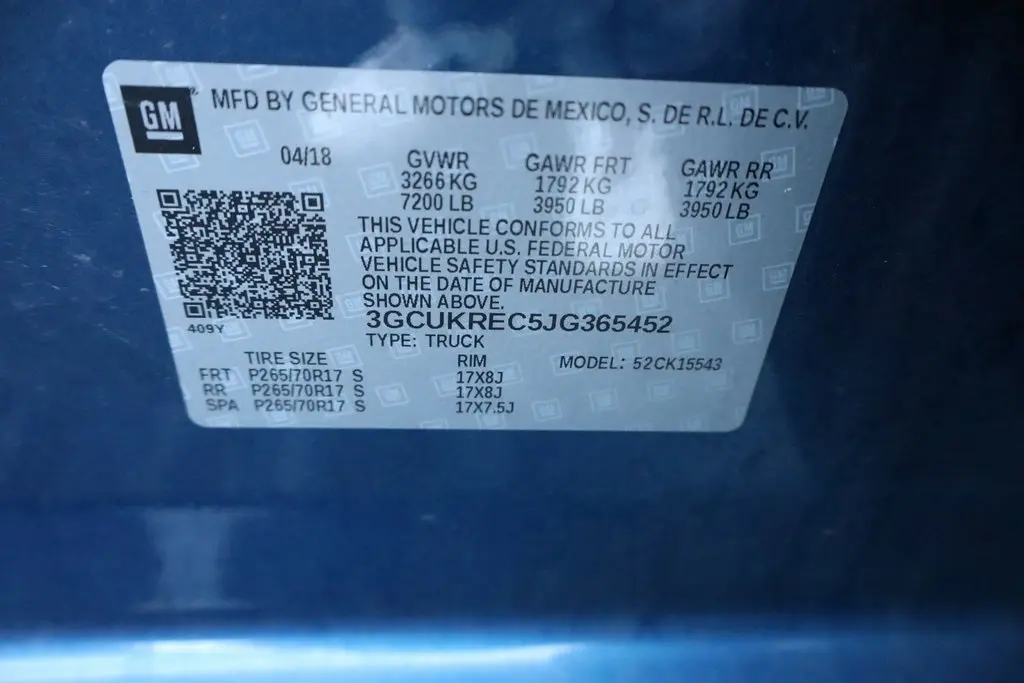 GM
MFD BY GENERAL MOTORS DE MEXICO, S. DE R.L. DE C.V.
04/18 GVWR GAWR FRT GAWR RR
3266 KG 1792 KG 1792 KG
7200 LB 3950 LB 3950 LB
THIS VEHICLE CONFORMS TO ALL
APPLICABLE U.S. FEDERAL MOTOR
VEHICLE SAFETY STANDARDS IN EFFECT
ON THE DATE OF MANUFACTURE
SHOWN ABOVE.
3GCUKREC5JG365452
409Y
TYPE: TRUCK
TIRE SIZE RIM MODEL: 52CK15543
FRT P265/70R17 S 17X8J
RR P265/70R17 S 17X8J
SPA P265/70R17 S 17X7.5J